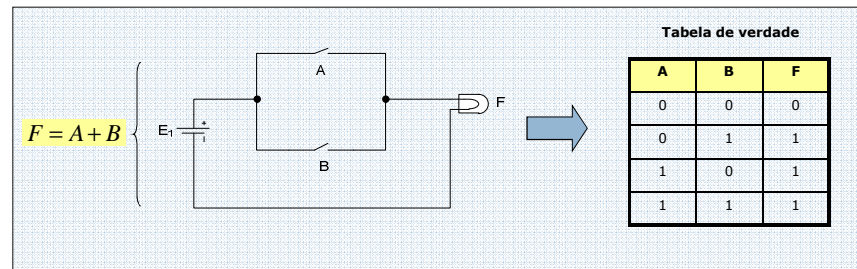 F = A + B
E1
+
-
A
B
F
Tabela de verdade
A B F
0 0 0
0 1 1
1 0 1
1 1 1